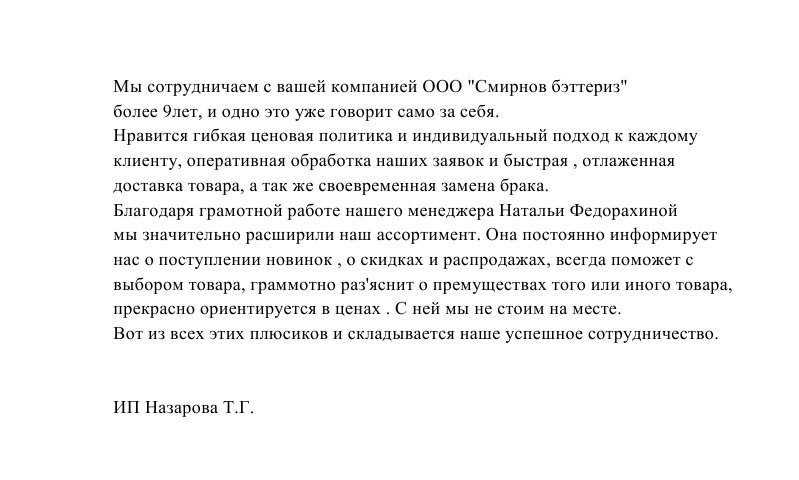 Мы сотрудничаем с вашей компанией ООО "Смирнов бэттериз"
более 9лет, и одно это уже говорит само за себя.
Нравится гибкая ценовая политика и индивидуальный подход к каждому
клиенту, оперативная обработка наших заявок и быстрая , отлаженная
доставка товара, а так же своевременная замена брака.
Благодаря грамотной работе нашего менеджера Натальи Федорахиной
мы значительно расширили наш ассортимент. Она постоянно информирует
нас о поступлении новинок , о скидках и распродажах, всегда поможет с
выбором товара, граммотно раз'яснит о премуществах того или иного товара,
прекрасно ориентируется в ценах . С ней мы не стоим на месте.
Вот из всех этих плюсиков и складывается наше успешное сотрудничество.
ИП Назарова Т.Г.